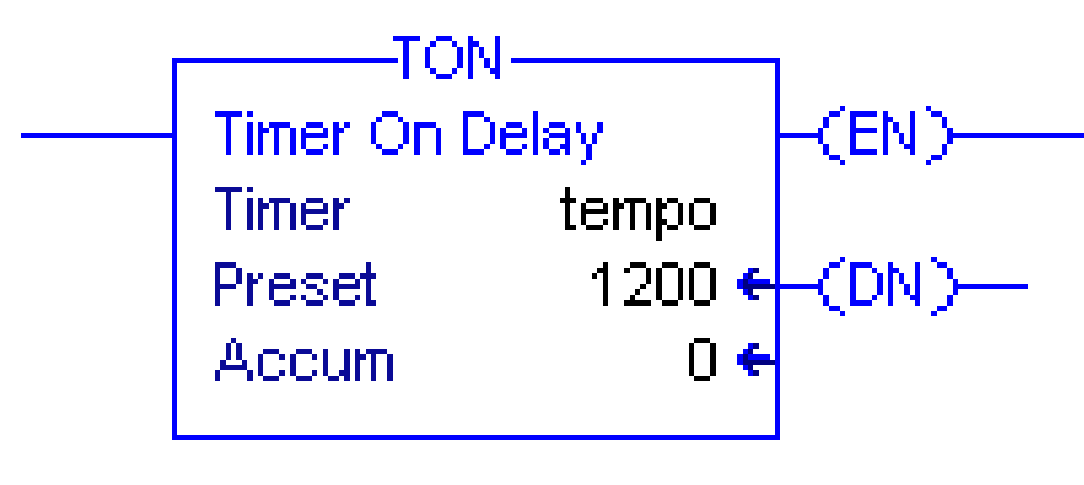 TON
Timer On Delay (EN)
Timer tempo
Preset 1200 (DN)
Accum 0